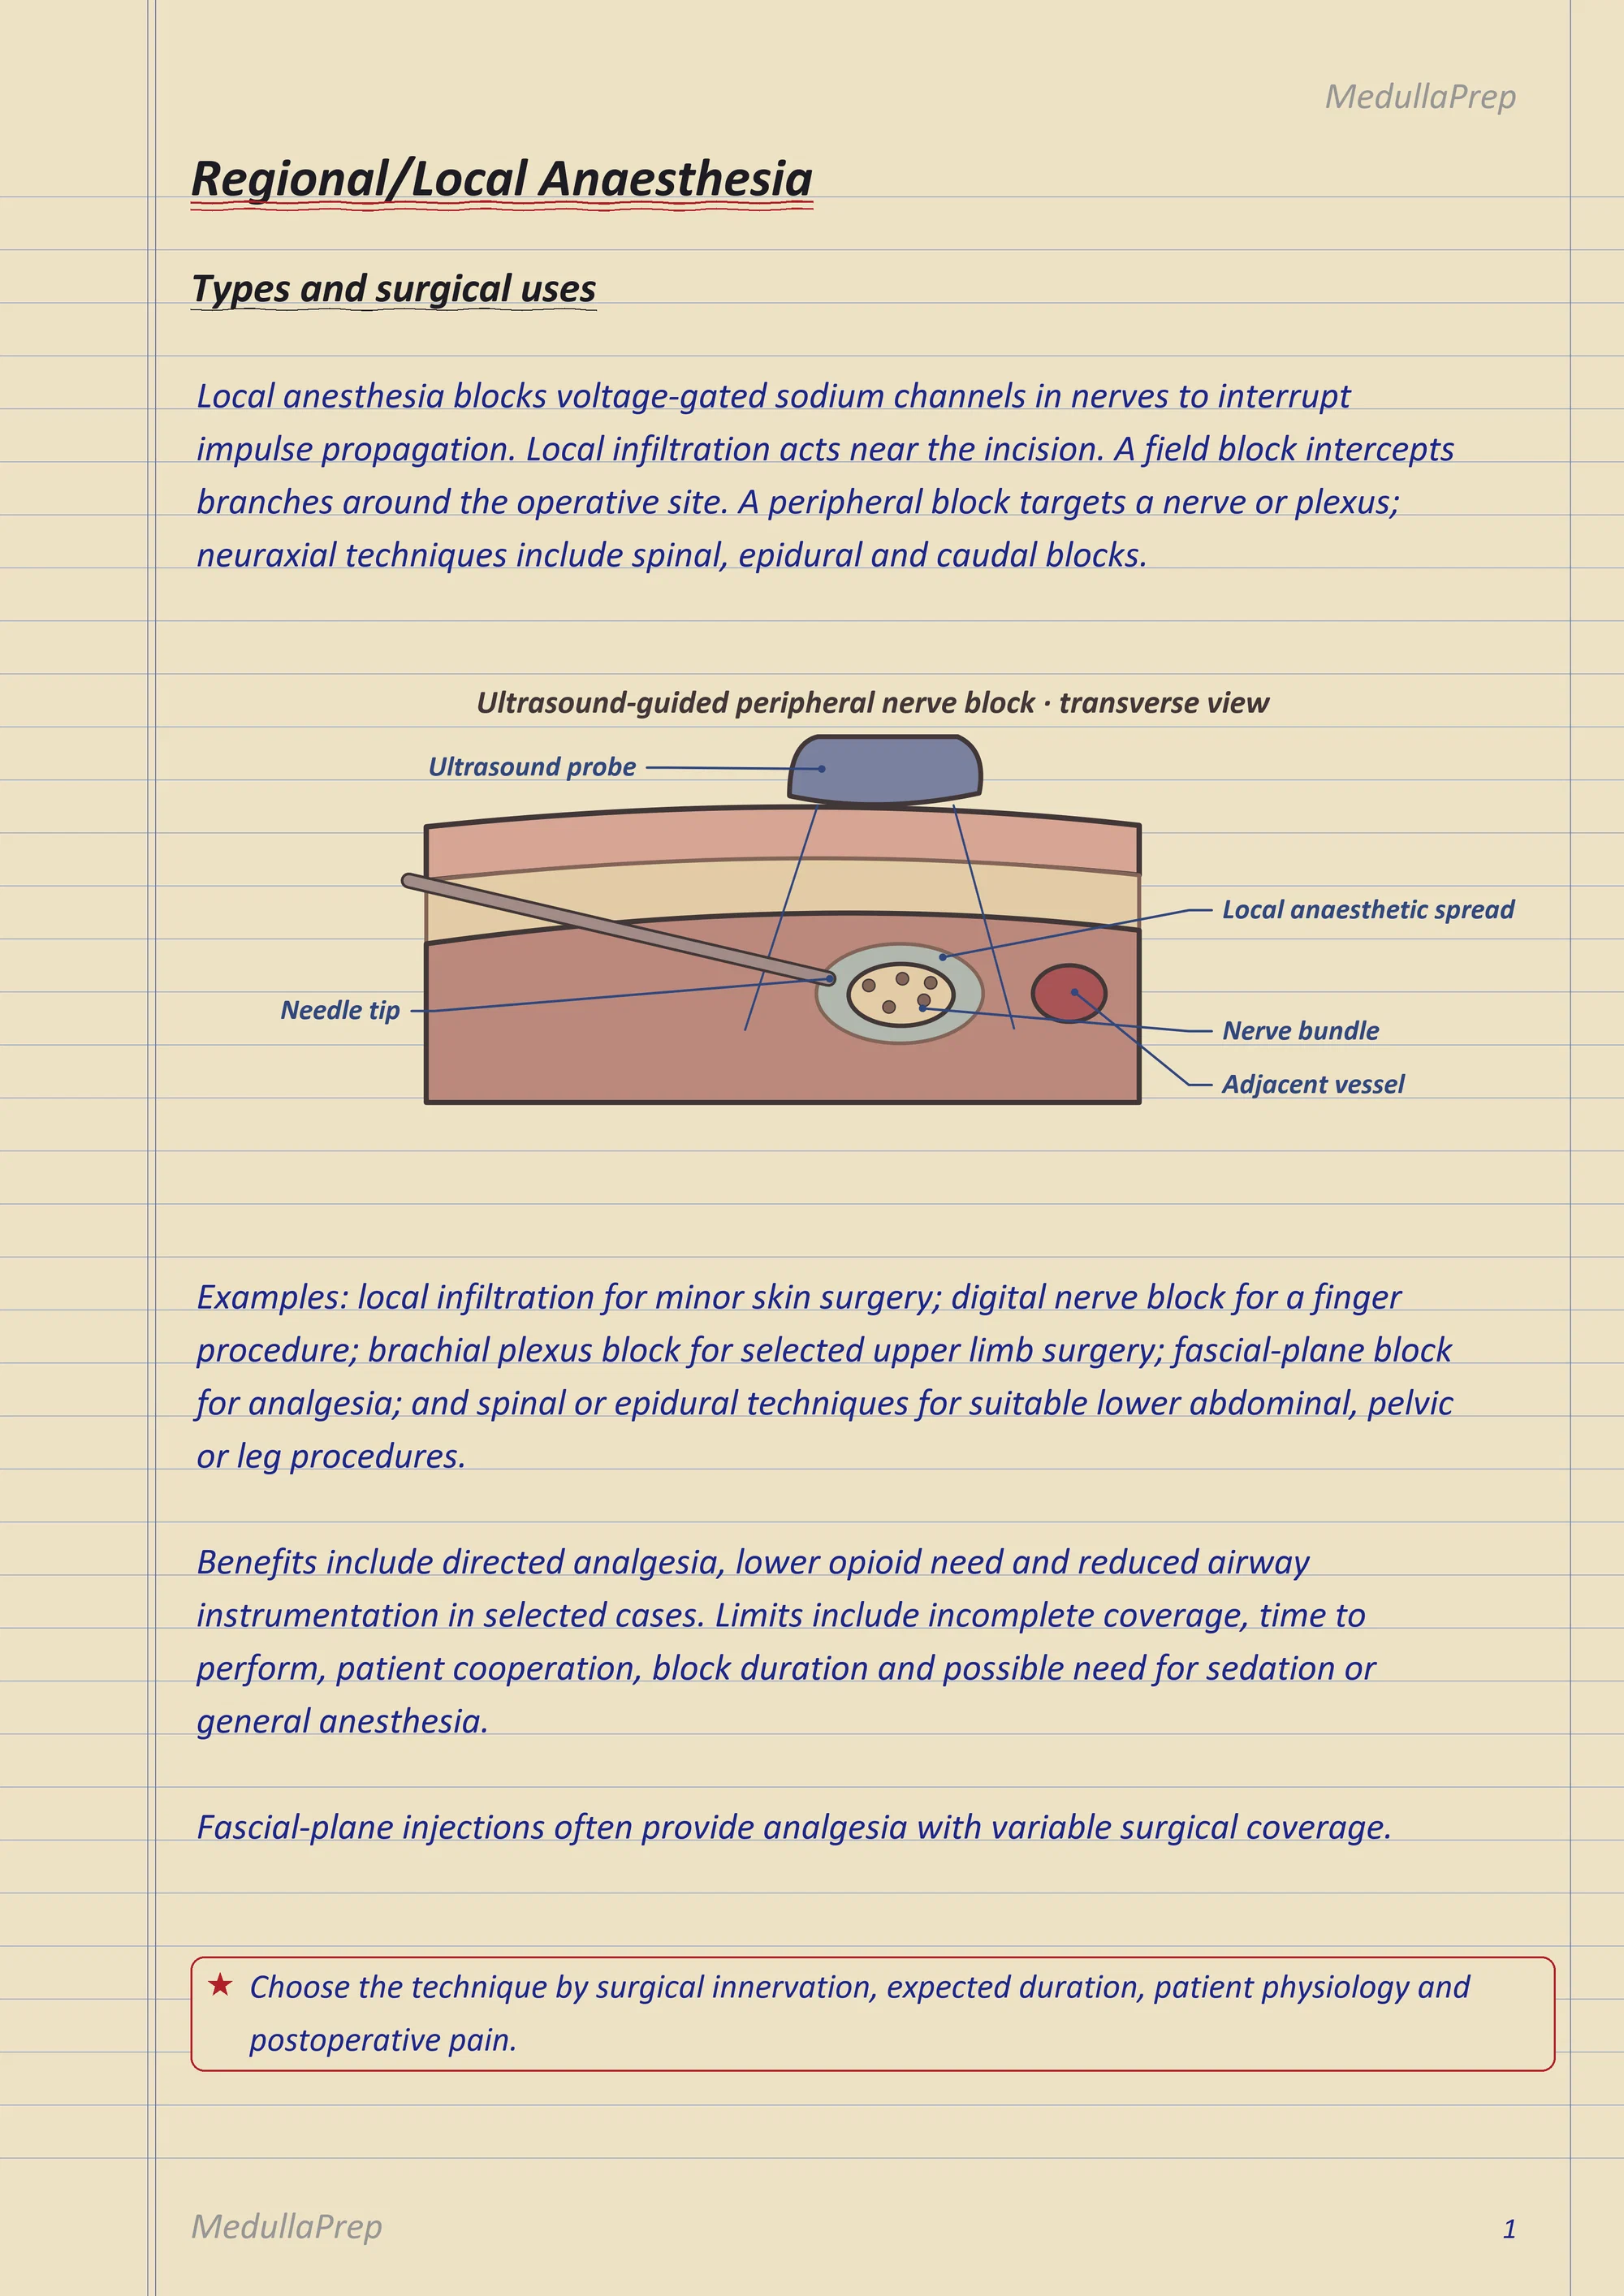 MedullaPrep
Regional/Local Anaesthesia
Types and surgical uses
Local anesthesia blocks voltage-gated sodium channels in nerves to interrupt
impulse propagation. Local infiltration acts near the incision. A field block intercepts
branches around the operative site. A peripheral block targets a nerve or plexus;
neuraxial techniques include spinal, epidural and caudal blocks.
Ultrasound-guided peripheral nerve block · transverse view
Ultrasound probe
Local anaesthetic spread
Needle tip
Nerve bundle
Adjacent vessel
Examples: local infiltration for minor skin surgery; digital nerve block for a finger
procedure; brachial plexus block for selected upper limb surgery; fascial-plane block
for analgesia; and spinal or epidural techniques for suitable lower abdominal, pelvic
or leg procedures.
Benefits include directed analgesia, lower opioid need and reduced airway
instrumentation in selected cases. Limits include incomplete coverage, time to
perform, patient cooperation, block duration and possible need for sedation or
general anesthesia.
Fascial-plane injections often provide analgesia with variable surgical coverage.
★ Choose the technique by surgical innervation, expected duration, patient physiology and
postoperative pain.
MedullaPrep
1